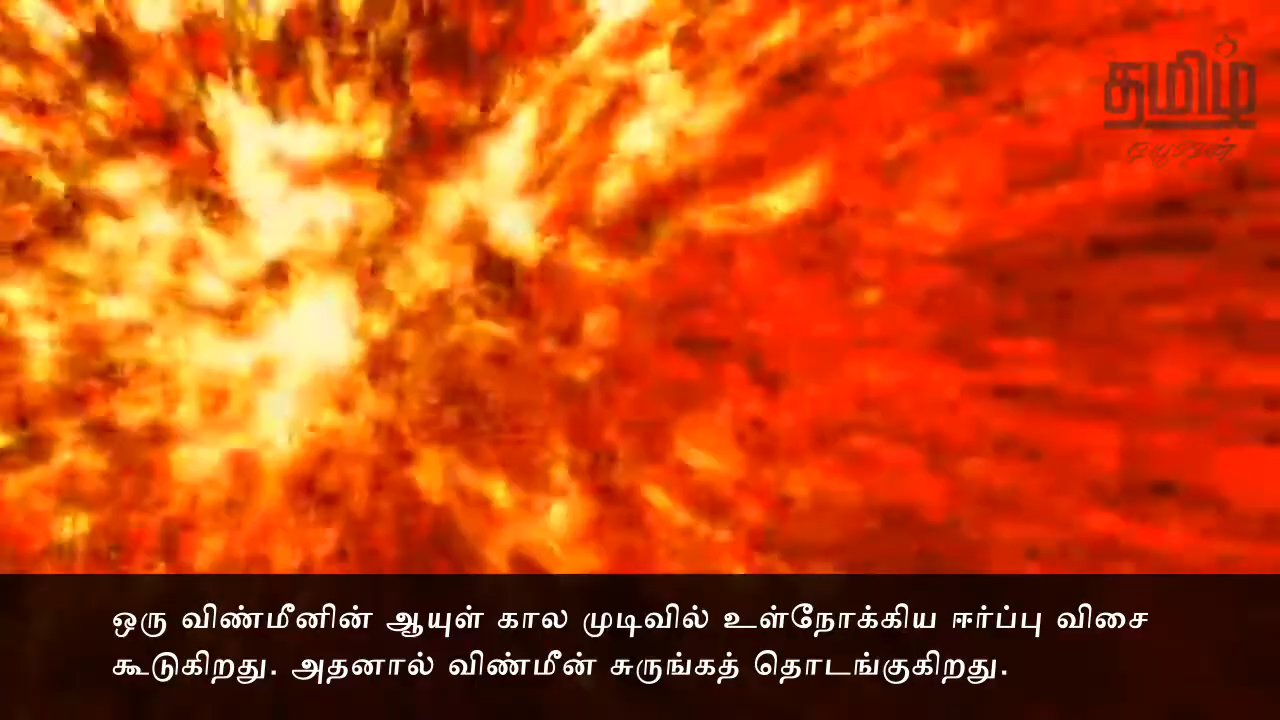 தமிழ்
ஒரு விண்மீனின் ஆயுள் கால முடிவில் உள்நோக்கிய ஈர்ப்பு விசை
கூடுகிறது. அதனால் விண்மீன் சுருங்கத் தொடங்குகிறது.